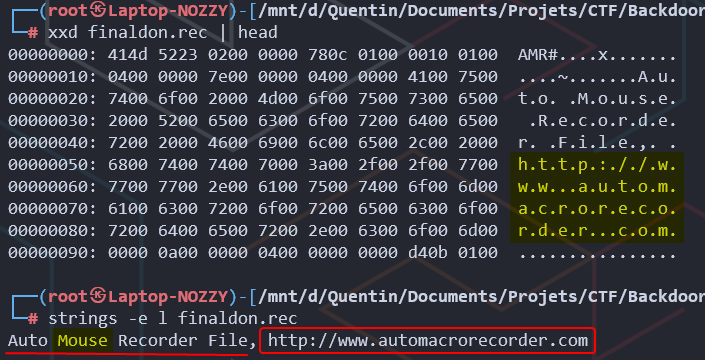 ┌──(root㉿Laptop-NOZZY)-[/mnt/d/Quentin/Documents/Projets/CTF/Backdoor
└─# xxd finaldon.rec | head
00000000: 414d 5223 0200 0000 780c 0100 0010 0100  AMR#....x.......
00000010: 0400 0000 7e00 0000 0400 0000 4100 7500  ....~.......A.u.
00000020: 7400 6f00 2000 4d00 6f00 7500 7300 6500  t.o. .M.o.u.s.e.
00000030: 2000 5200 6500 6300 6f00 7200 6400 6500   .R.e.c.o.r.d.e.
00000040: 7200 2000 4600 6900 6c00 6500 2c00 2000  r. .F.i.l.e.,. .
00000050: 6800 7400 7400 7000 3a00 2f00 2f00 7700  h.t.t.p.:././.w.
00000060: 7700 7700 2e00 6100 7500 7400 6f00 6d00  w.w...a.u.t.o.m.
00000070: 6100 6300 7200 6f00 7200 6500 6300 6f00  a.c.r.o.r.e.c.o.
00000080: 7200 6400 6500 7200 2e00 6300 6f00 6d00  r.d.e.r...c.o.m.
00000090: 0000 0a00 0000 0400 0000 0000 d40b 0100  ................
┌──(root㉿Laptop-NOZZY)-[/mnt/d/Quentin/Documents/Projets/CTF/Backdoor
└─# strings -e l finaldon.rec
Auto Mouse Recorder File, http://www.automacrorecorder.com